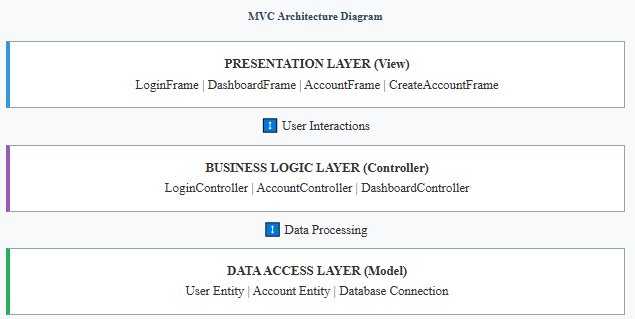 MVC Architecture Diagram
PRESENTATION LAYER (View)
LoginFrame | DashboardFrame | AccountFrame | CreateAccountFrame
↕ User Interactions
BUSINESS LOGIC LAYER (Controller)
LoginController | AccountController | DashboardController
↕ Data Processing
DATA ACCESS LAYER (Model)
User Entity | Account Entity | Database Connection